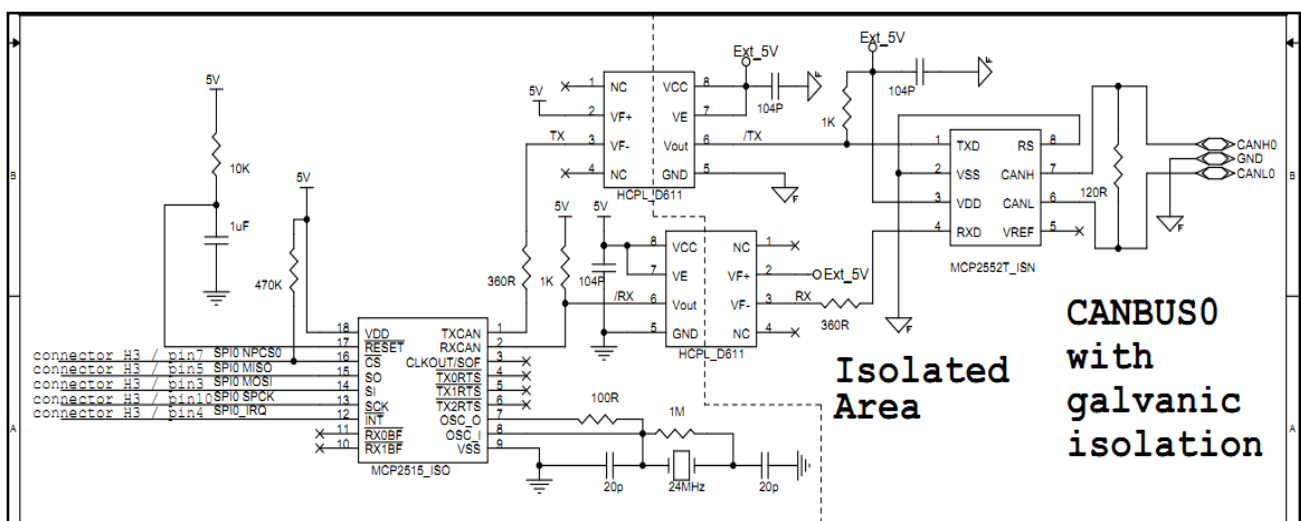 5V
10K
1uF
5V
470K
18 VDD TXCAN 1
17 RESET RXCAN 2
16 CS CLKOUT/SOF 3
15 SO TX0RTS 4
14 SI TX1RTS 5
13 SCK TX2RTS 6
12 INT OSC_O 7
11 RX0BF OSC_I 8
10 RX1BF VSS 9
MCP2515_ISO
connector H3 / pin7 SPI0 NPCS0
connector H3 / pin5 SPI0 MISO
connector H3 / pin3 SPI0 MOSI
connector H3 / pin10 SPI0 SPCK
connector H3 / pin4 SPI0_IRQ
5V
TX
1 NC VCC 8
2 VF+ VE 7
3 VF- Vout 6
4 NC GND 5
HCPL_D611
Ext_5V
104P
F
/TX
F
360R
5V
1K
5V
104P
/RX
8 VCC NC 1
7 VE VF+ 2
6 Vout VF- 3
5 GND NC 4
HCPL_D611
Ext_5V
RX
360R
Ext_5V
104P
F
1K
1 TXD RS 8
2 VSS CANH 7
3 VDD CANL 6
4 RXD VREF 5
MCP2552T_ISN
F
120R
CANH0
GND
CANL0
F
100R
1M
20p
24MHz
20p
Isolated
Area
CANBUS0
with
galvanic
isolation
B
A
B
A